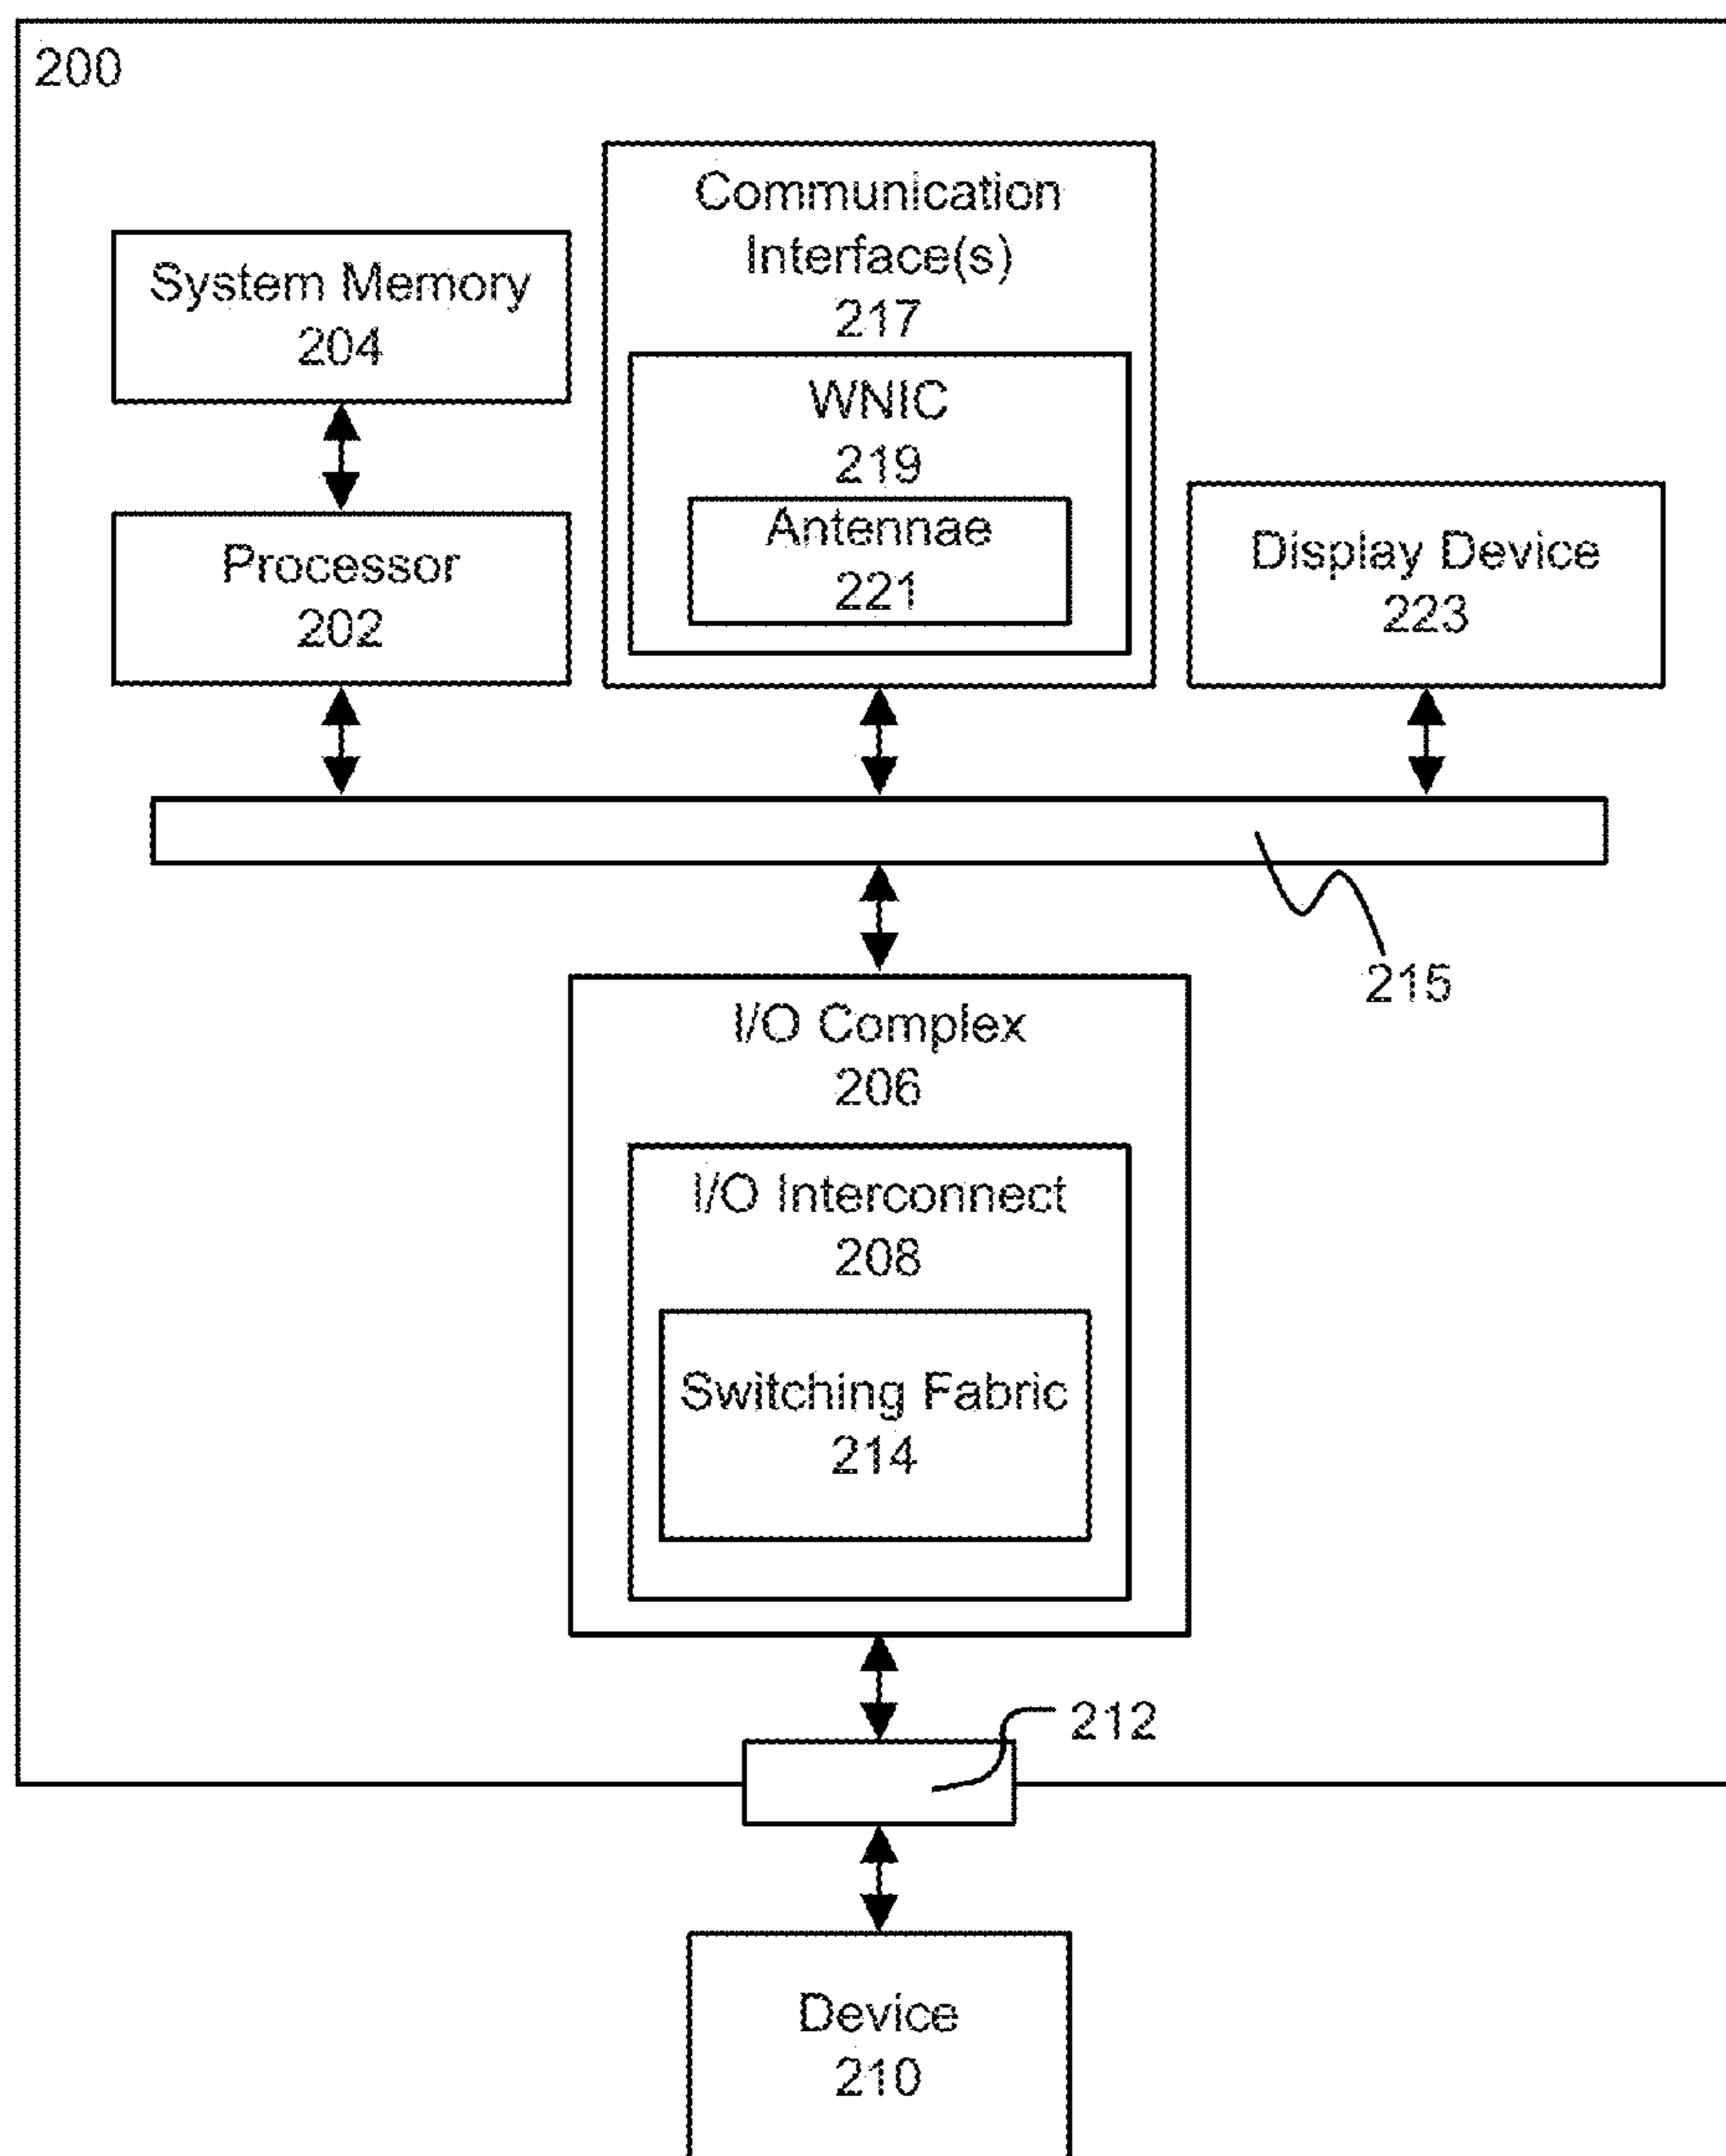 200
Communication
Interface(s)
217
System Memory
204
WNIC
219
Antennae
221
Processor
202
Display Device
223
215
I/O Complex
206
I/O Interconnect
208
Switching Fabric
214
212
Device
210